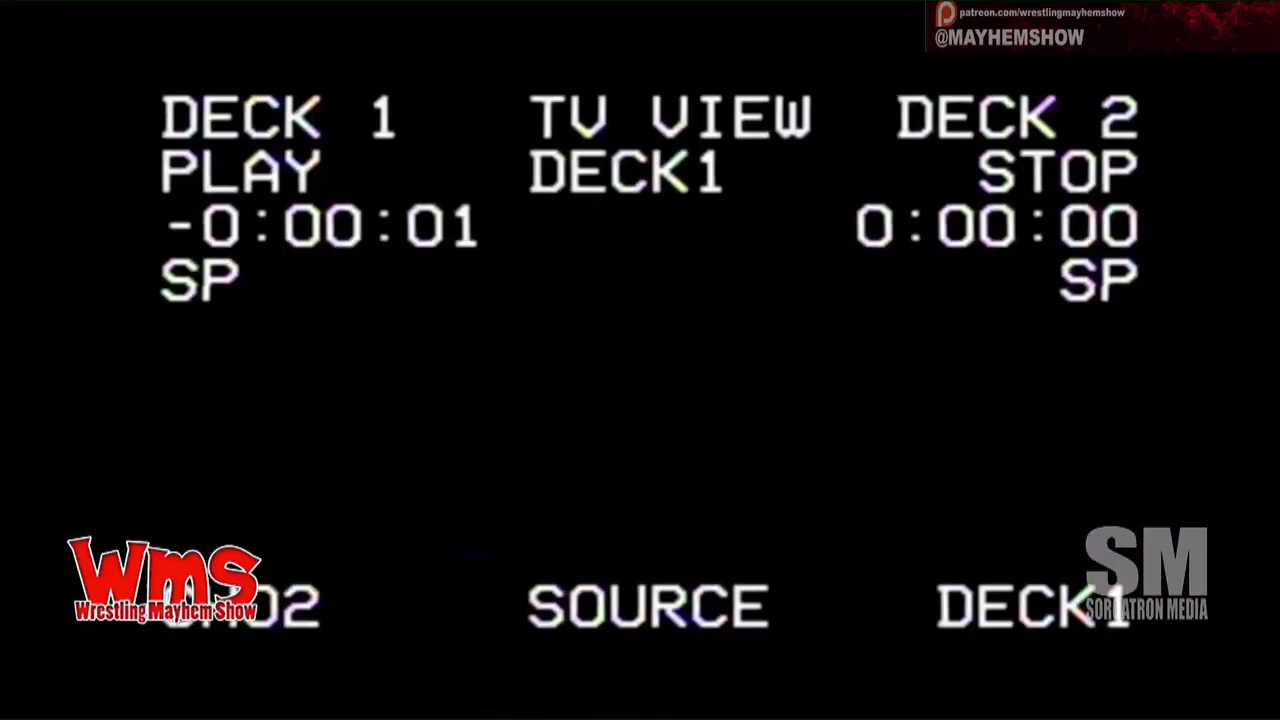 patreon.com/wrestlingmayhemshow
@MAYHEMSHOW
DECK 1 TV VIEW DECK 2
PLAY DECK1 STOP
-0:00:01 0:00:00
SP SP
WMS
Wrestling Mayhem Show
SOURCE DECK1
SM
SORGATRON MEDIA